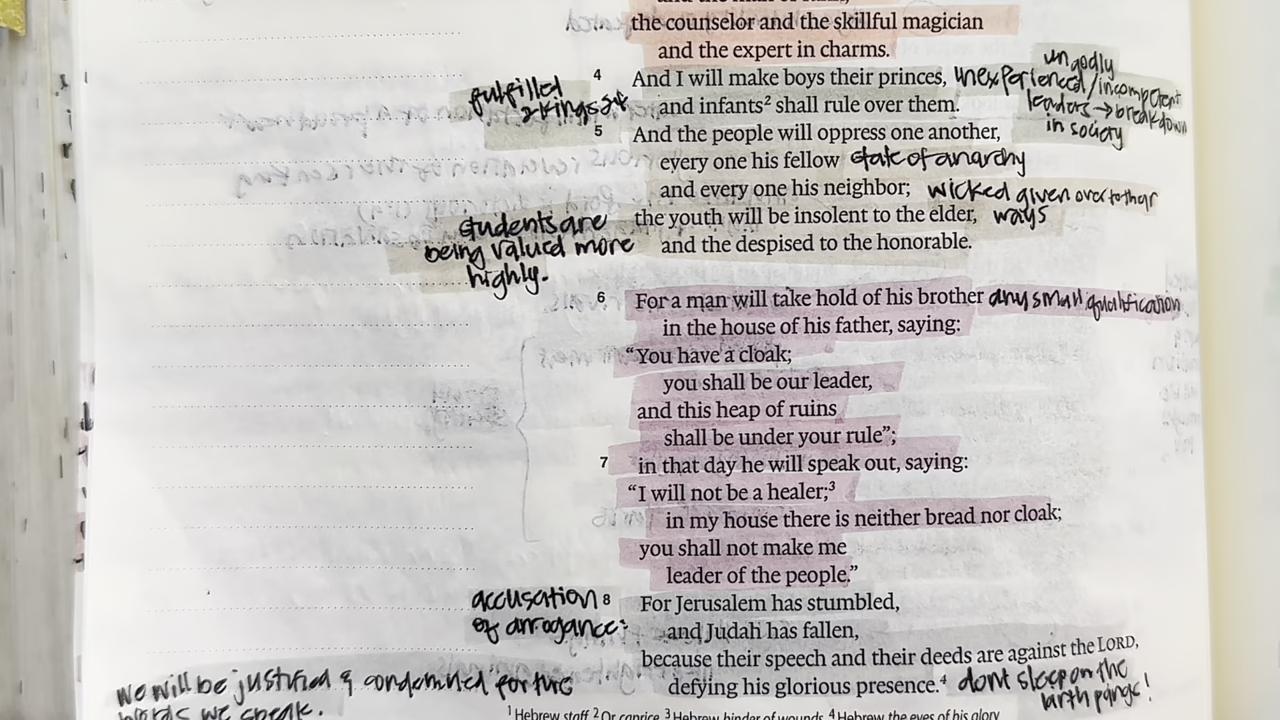 the counselor and the skillful magician
and the expert in charms.
4 And I will make boys their princes,
and infants² shall rule over them.
ungodly
unexperienced/incompetent
leaders → breakdown
in society
fulfilled
2 kings 24
5 And the people will oppress one another,
every one his fellow state of anarchy
and every one his neighbor; wicked given over to their
ways
the youth will be insolent to the elder,
and the despised to the honorable.
students are
being valued more
highly.
6 For a man will take hold of his brother any small qualification
in the house of his father, saying:
“You have a cloak;
you shall be our leader,
and this heap of ruins
shall be under your rule”;
7 in that day he will speak out, saying:
“I will not be a healer;³
in my house there is neither bread nor cloak;
you shall not make me
leader of the people.”
accusation
of arrogance:
8 For Jerusalem has stumbled,
and Judah has fallen,
because their speech and their deeds are against the LORD,
defying his glorious presence.⁴ dont sleep on the
birth pangs!
we will be justified & condemned for the
words we speak.
¹ Hebrew staff ² Or caprice ³ Hebrew binder of wounds ⁴ Hebrew the eyes of his glory